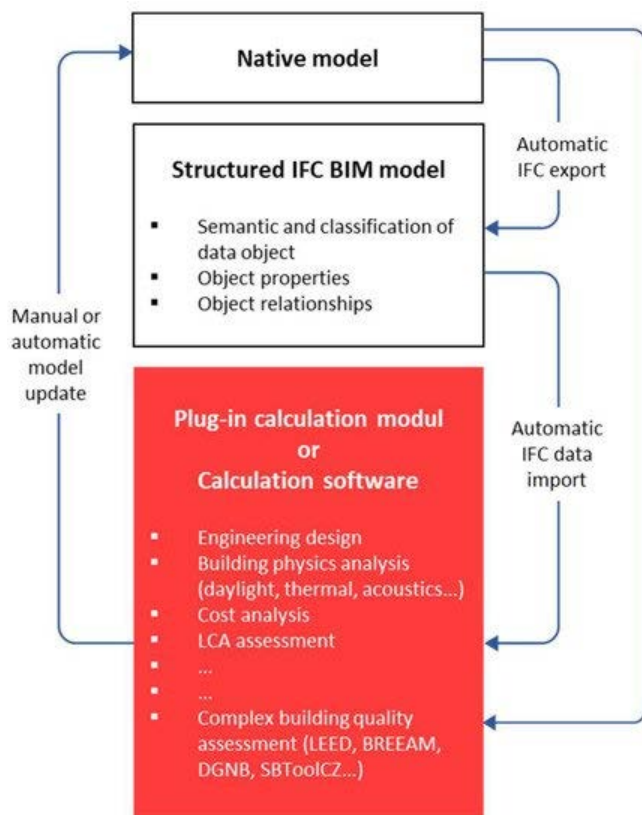 Native model
Automatic
IFC export
Structured IFC BIM model
▪ Semantic and classification of
data object
▪ Object properties
▪ Object relationships
Manual or
automatic
model
update
Plug-in calculation modul
or
Calculation software
Automatic
IFC data
import
▪ Engineering design
▪ Building physics analysis
(daylight, thermal, acoustics...)
▪ Cost analysis
▪ LCA assessment
▪ ...
▪ ...
▪ Complex building quality
assessment (LEED, BREEAM,
DGNB, SBToolCZ...)